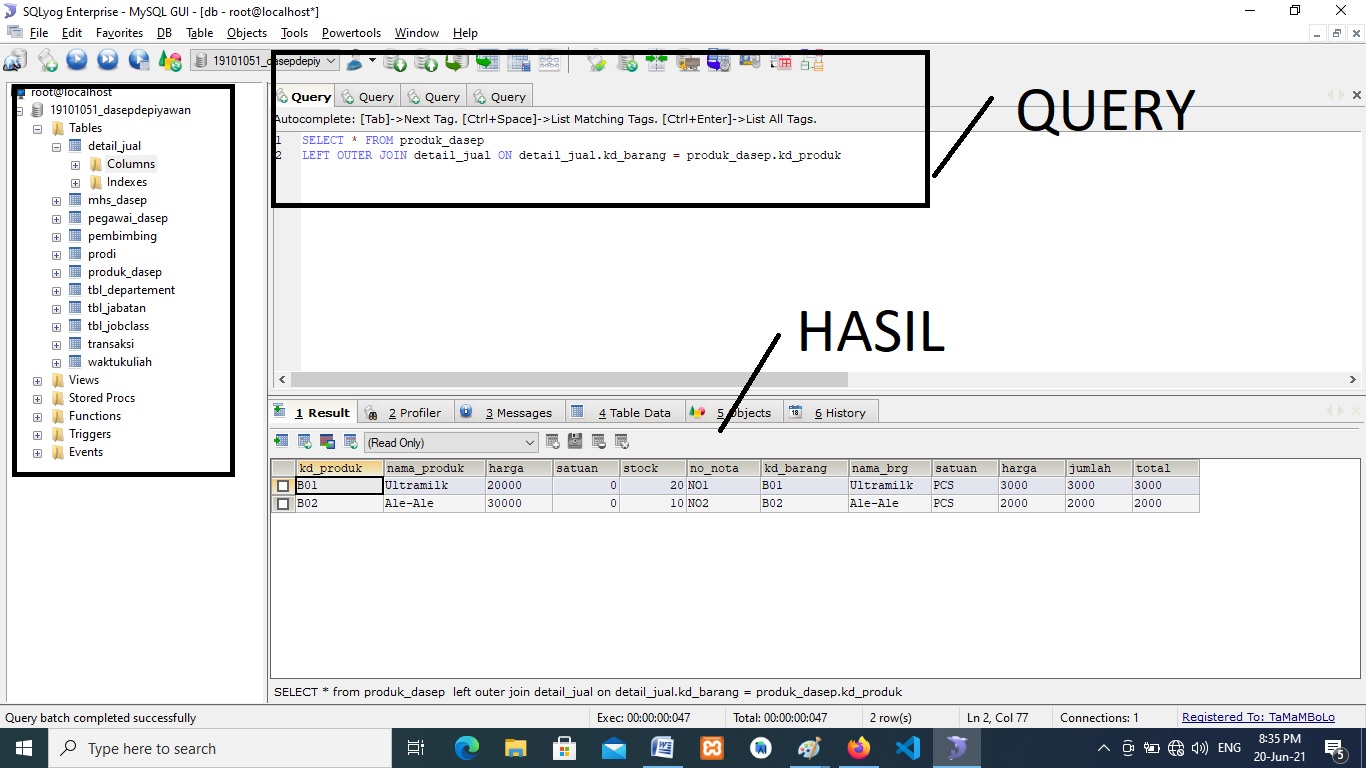 SQLyog Enterprise - MySQL GUI - [db - root@localhost*]
File Edit Favorites DB Table Objects Tools Powertools Window Help
19101051_dasepdepiy
root@localhost
19101051_dasepdepiyawan
Tables
detail_jual
Columns
Indexes
mhs_dasep
pegawai_dasep
pembimbing
prodi
produk_dasep
tbl_departement
tbl_jabatan
tbl_jobclass
transaksi
waktukuliah
Views
Stored Procs
Functions
Triggers
Events
Query Query Query Query
Autocomplete: [Tab]->Next Tag. [Ctrl+Space]->List Matching Tags. [Ctrl+Enter]->List All Tags.
1 SELECT * FROM produk_dasep
2 LEFT OUTER JOIN detail_jual ON detail_jual.kd_barang = produk_dasep.kd_produk
QUERY
HASIL
1 Result 2 Profiler 3 Messages 4 Table Data 5 Objects 18 6 History
(Read Only)
kd_produk nama_produk harga satuan stock no_nota kd_barang nama_brg satuan harga jumlah total
B01 Ultramilk 20000 0 20 NO1 B01 Ultramilk PCS 3000 3000 3000
B02 Ale-Ale 30000 0 10 NO2 B02 Ale-Ale PCS 2000 2000 2000
SELECT * from produk_dasep left outer join detail_jual on detail_jual.kd_barang = produk_dasep.kd_produk
Query batch completed successfully Exec: 00:00:00:047 Total: 00:00:00:047 2 row(s) Ln 2, Col 77 Connections: 1 Registered To: TaMaMBoLo
Type here to search
ENG
8:35 PM
20-Jun-21
5